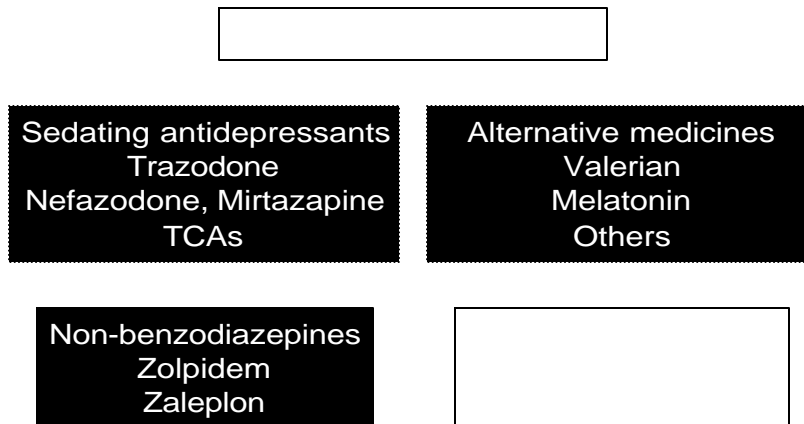 Sedating antidepressants
Trazodone
Nefazodone, Mirtazapine
TCAs
Alternative medicines
Valerian
Melatonin
Others
Non-benzodiazepines
Zolpidem
Zaleplon